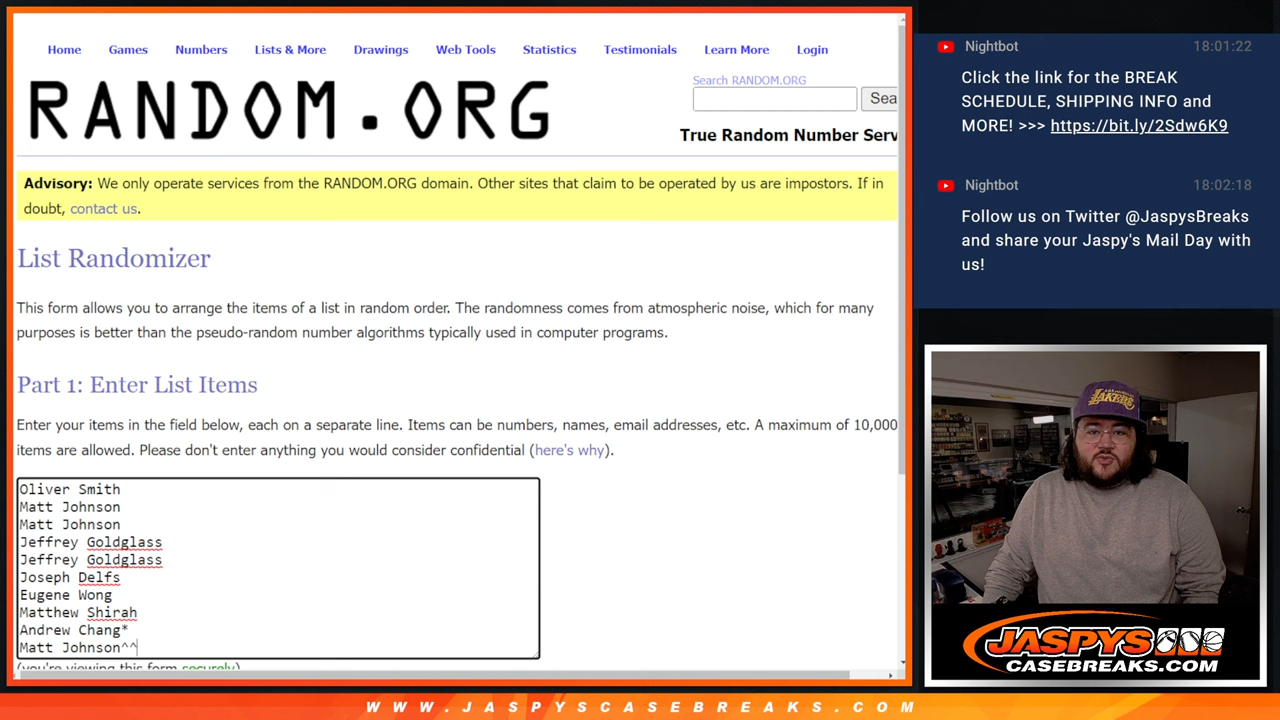 Home Games Numbers Lists & More Drawings Web Tools Statistics Testimonials Learn More Login
RANDOM.ORG
Search RANDOM.ORG
Sea
True Random Number Serv
Advisory: We only operate services from the RANDOM.ORG domain. Other sites that claim to be operated by us are impostors. If in
doubt, contact us.
List Randomizer
This form allows you to arrange the items of a list in random order. The randomness comes from atmospheric noise, which for many
purposes is better than the pseudo-random number algorithms typically used in computer programs.
Part 1: Enter List Items
Enter your items in the field below, each on a separate line. Items can be numbers, names, email addresses, etc. A maximum of 10,000
items are allowed. Please don't enter anything you would consider confidential (here's why).
Oliver Smith
Matt Johnson
Matt Johnson
Jeffrey Goldglass
Jeffrey Goldglass
Joseph Delfs
Eugene Wong
Matthew Shirah
Andrew Chang*
Matt Johnson^^
(you're viewing this form securely)
Nightbot 18:01:22
Click the link for the BREAK
SCHEDULE, SHIPPING INFO and
MORE! >>> https://bit.ly/2Sdw6K9
Nightbot 18:02:18
Follow us on Twitter @JaspysBreaks
and share your Jaspy's Mail Day with
us!
LAKERS
JASPYS
CASEBREAKS.COM
WWW.JASPYSCASEBREAKS.COM